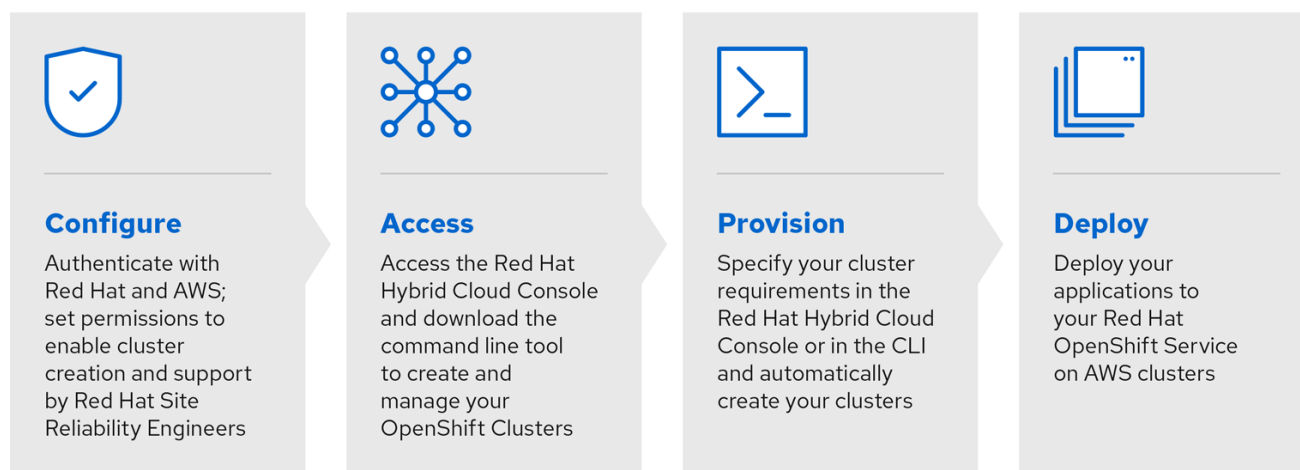 Configure
Authenticate with
Red Hat and AWS;
set permissions to
enable cluster
creation and support
by Red Hat Site
Reliability Engineers
Access
Access the Red Hat
Hybrid Cloud Console
and download the
command line tool
to create and
manage your
OpenShift Clusters
Provision
Specify your cluster
requirements in the
Red Hat Hybrid Cloud
Console or in the CLI
and automatically
create your clusters
Deploy
Deploy your
applications to
your Red Hat
OpenShift Service
on AWS clusters